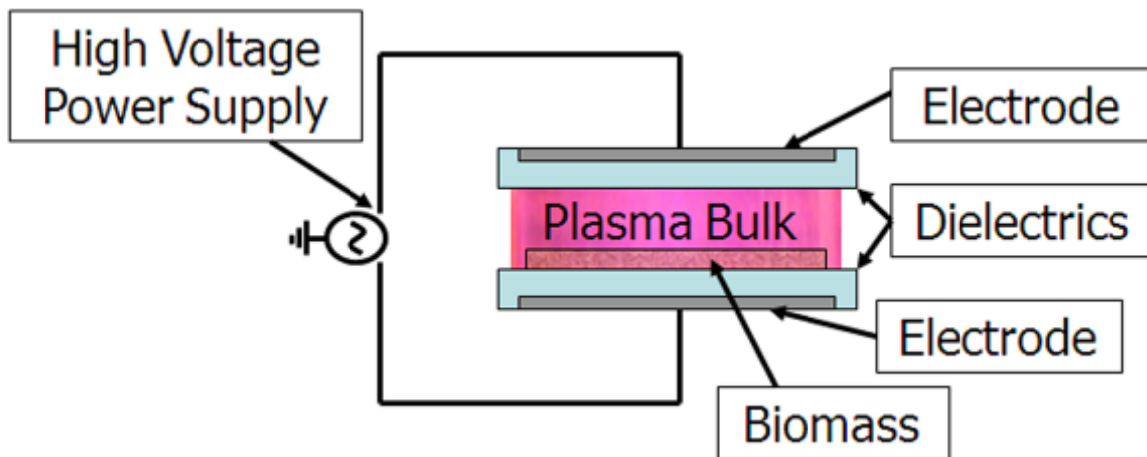 High Voltage
Power Supply
Electrode
Plasma Bulk
Dielectrics
Electrode
Biomass